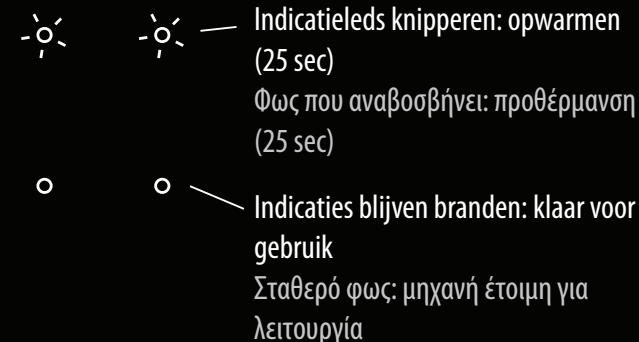 Indicatieleds knipperen: opwarmen
(25 sec)
Φως που αναβοσβήνει: προθέρμανση
(25 sec)
Indicaties blijven branden: klaar voor
gebruik
Σταθερό φως: μηχανή έτοιμη για
λειτουργία